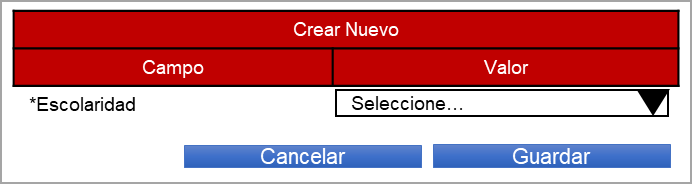 Crear Nuevo
Campo Valor
*Escolaridad Seleccione…
Cancelar Guardar